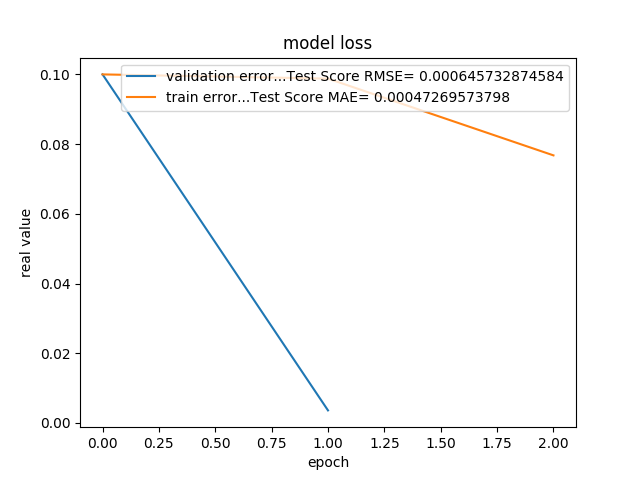 model loss
validation error...Test Score RMSE= 0.000645732874584
train error...Test Score MAE= 0.00047269573798
0.10
0.08
0.06
0.04
0.02
0.00
real value
0.00 0.25 0.50 0.75 1.00 1.25 1.50 1.75 2.00
epoch